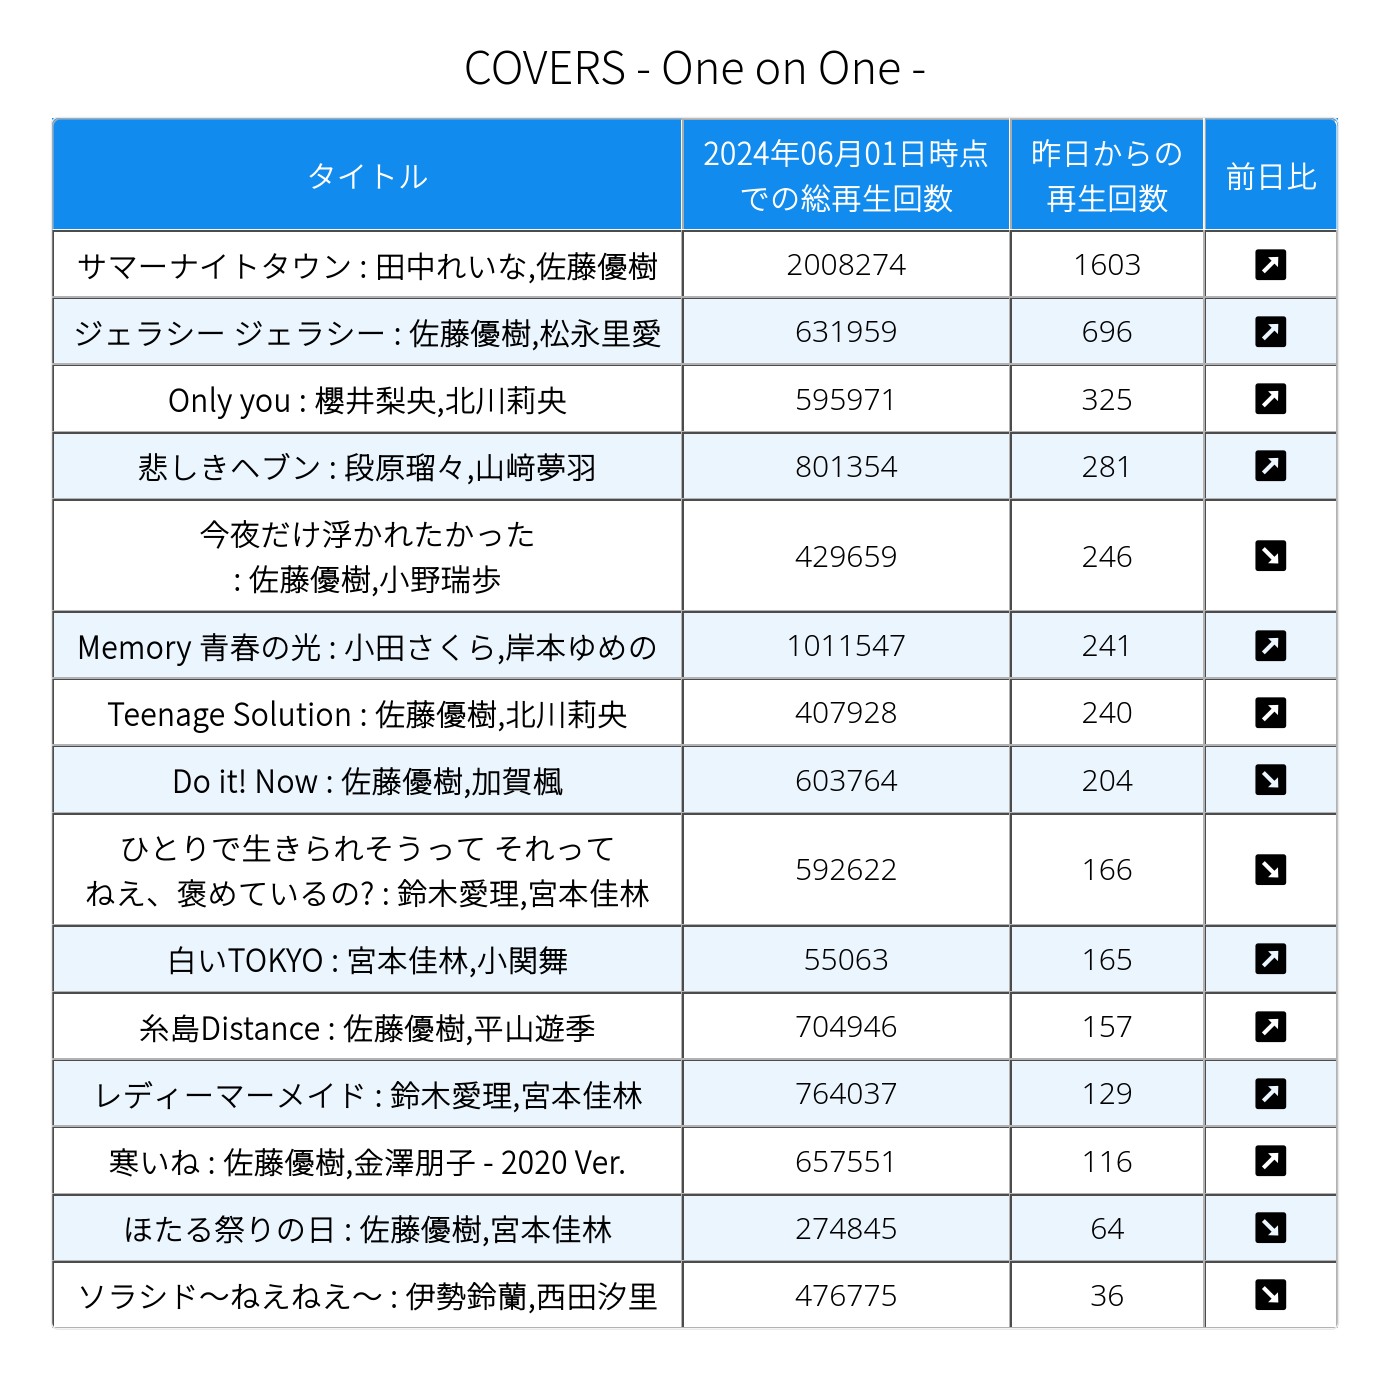 COVERS - One on One -
タイトル
2024年06月01日時点
での総再生回数
昨日からの
再生回数
前日比
サマーナイトタウン : 田中れいな,佐藤優樹
2008274
1603
ジェラシー ジェラシー : 佐藤優樹,松永里愛
631959
696
Only you : 櫻井梨央,北川莉央
595971
325
悲しきヘブン : 段原瑠々,山﨑夢羽
801354
281
今夜だけ浮かれたかった
: 佐藤優樹,小野瑞歩
429659
246
Memory 青春の光 : 小田さくら,岸本ゆめの
1011547
241
Teenage Solution : 佐藤優樹,北川莉央
407928
240
Do it! Now : 佐藤優樹,加賀楓
603764
204
ひとりで生きられそうって それって
ねえ、褒めているの? : 鈴木愛理,宮本佳林
592622
166
白いTOKYO : 宮本佳林,小関舞
55063
165
糸島Distance : 佐藤優樹,平山遊季
704946
157
レディーマーメイド : 鈴木愛理,宮本佳林
764037
129
寒いね : 佐藤優樹,金澤朋子 - 2020 Ver.
657551
116
ほたる祭りの日 : 佐藤優樹,宮本佳林
274845
64
ソラシド〜ねえねえ〜 : 伊勢鈴蘭,西田汐里
476775
36